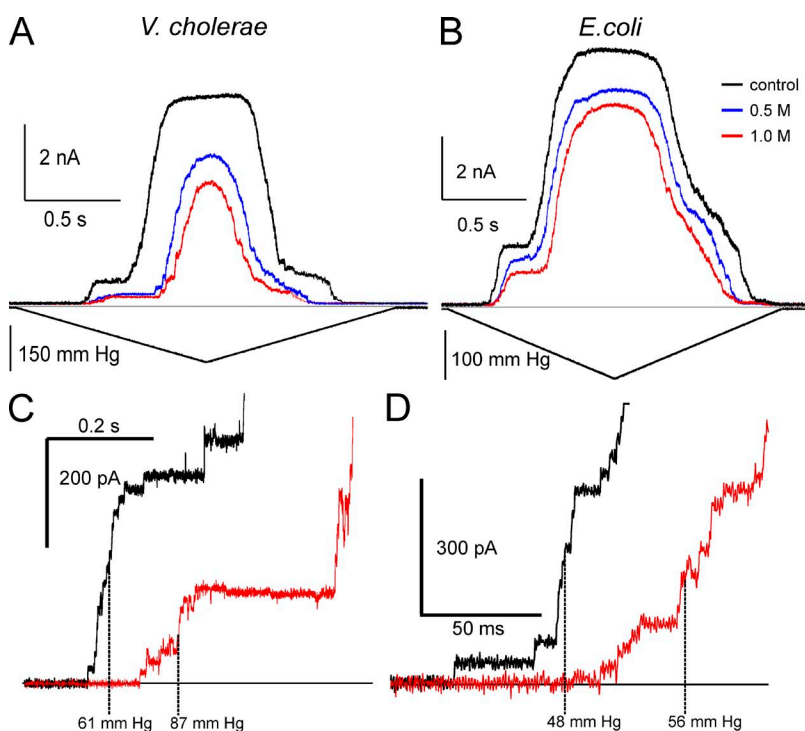 A
V. cholerae
B
E.coli
control
0.5 M
1.0 M
2 nA
0.5 s
2 nA
0.5 s
150 mm Hg
100 mm Hg
C
0.2 s
200 pA
D
300 pA
50 ms
61 mm Hg
87 mm Hg
48 mm Hg
56 mm Hg